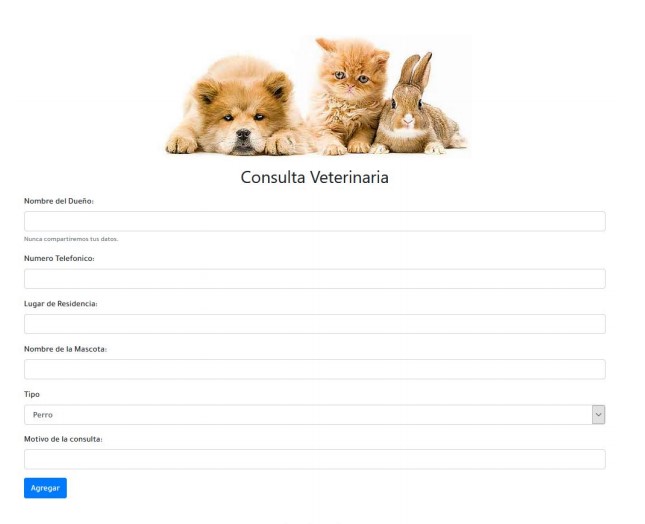 Consulta Veterinaria
Nombre del Dueño:
Nunca compartiremos tus datos.
Numero Telefonico:
Lugar de Residencia:
Nombre de la Mascota:
Tipo
Perro
Motivo de la consulta:
Agregar